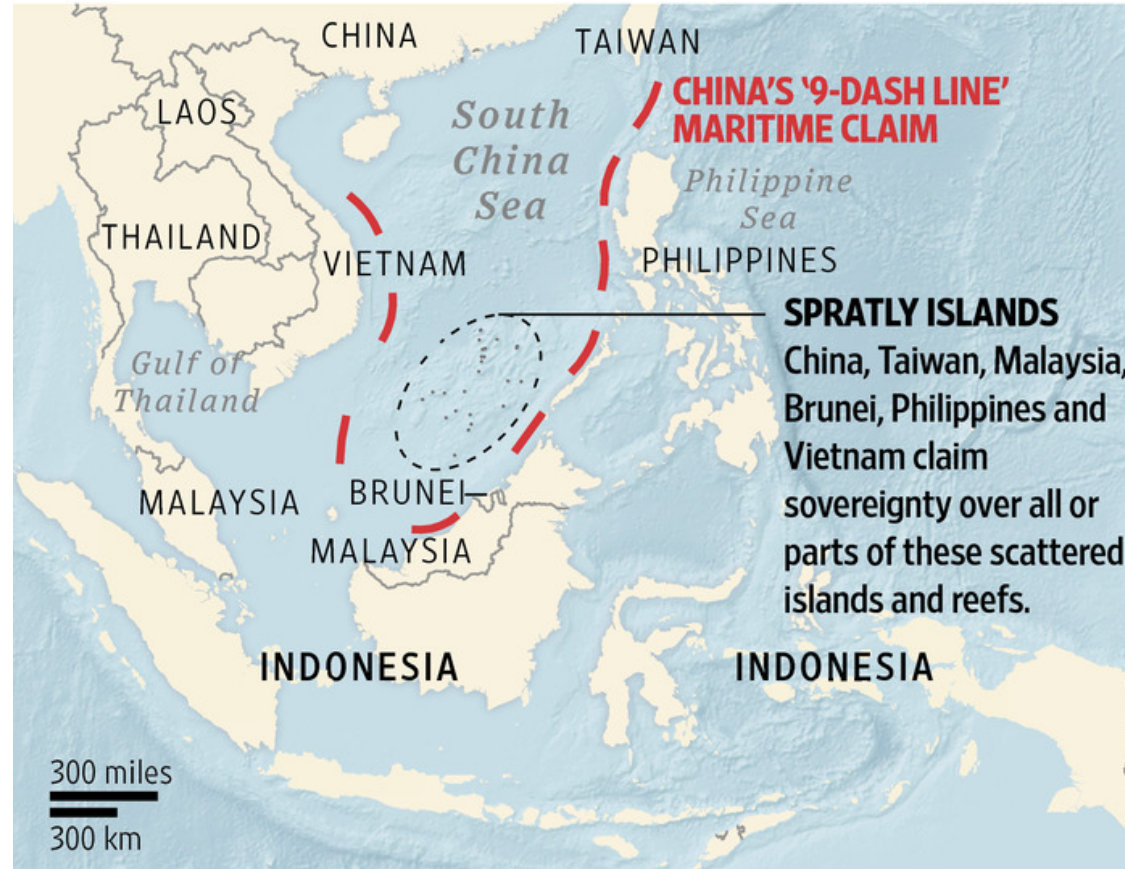 CHINA
TAIWAN
CHINA'S '9-DASH LINE'
MARITIME CLAIM
LAOS
South
China
Sea
Philippine
Sea
THAILAND
VIETNAM
PHILIPPINES
SPRATLY ISLANDS
China, Taiwan, Malaysia,
Brunei, Philippines and
Vietnam claim
sovereignty over all or
parts of these scattered
islands and reefs.
Gulf of
Thailand
MALAYSIA
BRUNEI
MALAYSIA
INDONESIA
INDONESIA
300 miles
300 km